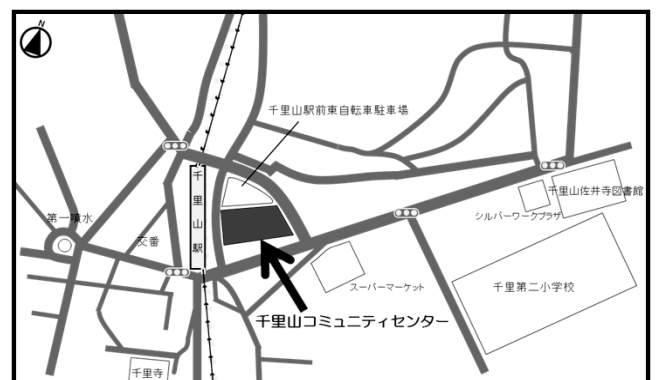 N
千里山駅前東自転車駐車場
千里山駅
千里山佐井寺図書館
シルバーワークプラザ
第一噴水
交番
スーパーマーケット
千里第二小学校
千里山コミュニティセンター
千里寺